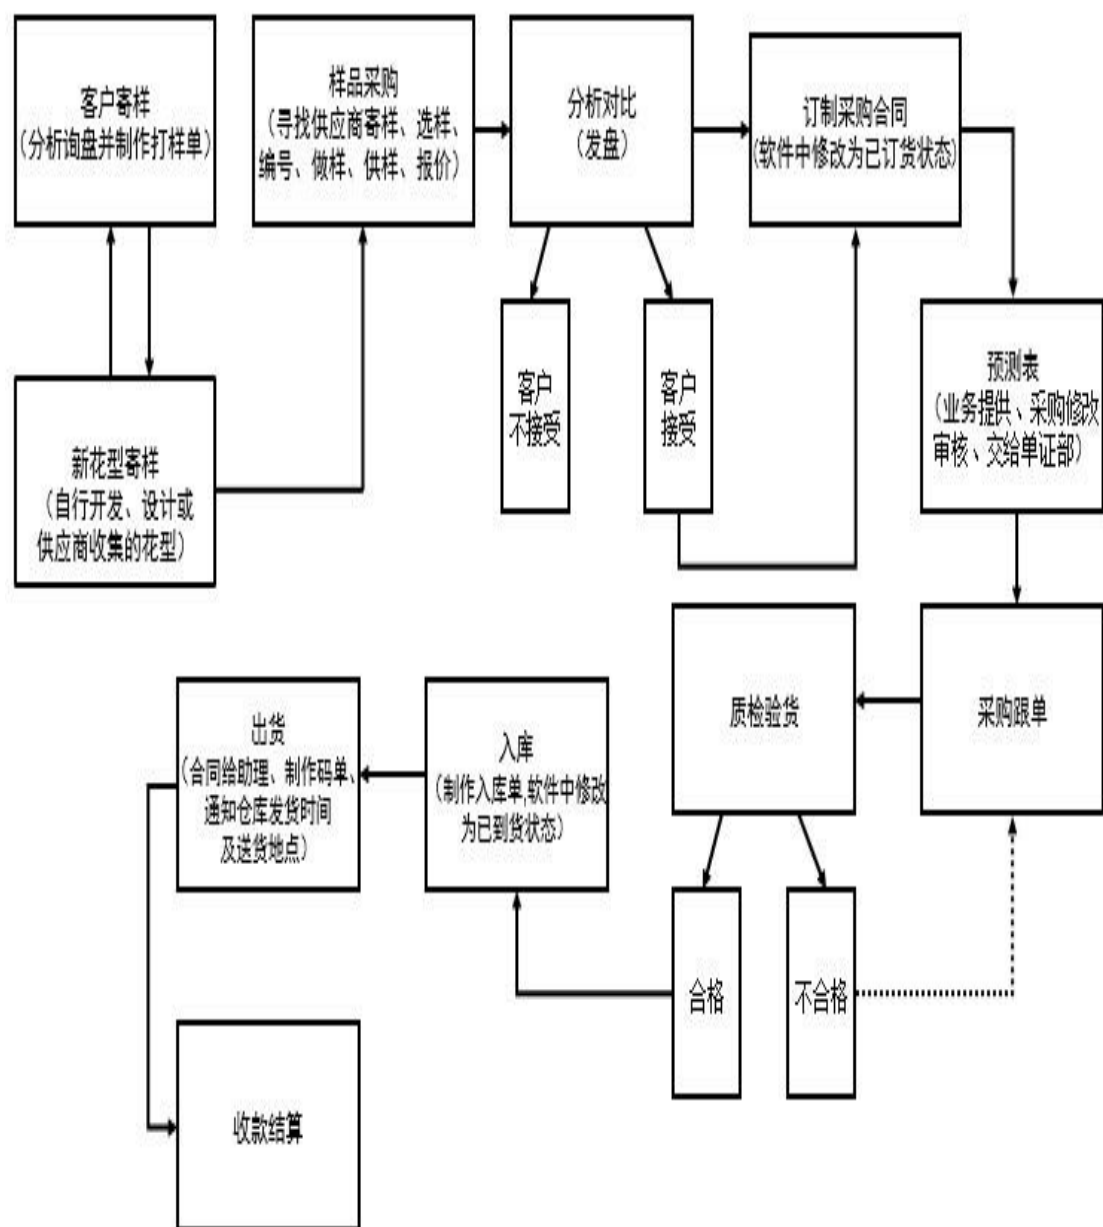 客户寄样
（分析询盘并制作打样单）
样品采购
（寻找供应商寄样、选样、
编号、做样、供样、报价）
分析对比
（发盘）
订制采购合同
（软件中修改为已订货状态）
新花型寄样
（自行开发、设计或
供应商收集的花型）
客户
不接受
客户
接受
预测表
（业务提供、采购修改
审核、交给单证部）
出货
（合同给助理、制作码单、
通知仓库发货时间
及送货地点）
入库
（制作入库单,软件中修改
为已到货状态）
质检验货
采购跟单
合格
不合格
收款结算